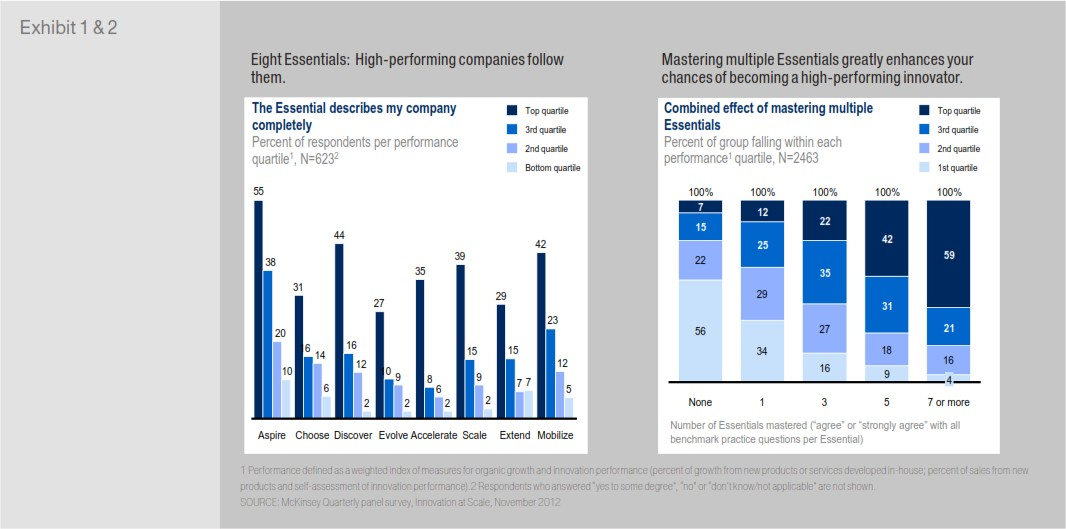 Exhibit 1 & 2
Eight Essentials: High-performing companies follow
them.
The Essential describes my company
completely
Percent of respondents per performance
quartile¹, N=623²
Top quartile
3rd quartile
2nd quartile
Bottom quartile
55
38
20
10
31
6
14
6
44
16
12
2
27
10
9
2
35
8
6
2
39
15
9
2
29
15
7
7
42
23
12
5
Aspire Choose Discover Evolve Accelerate Scale Extend Mobilize
Mastering multiple Essentials greatly enhances your
chances of becoming a high-performing innovator.
Combined effect of mastering multiple
Essentials
Percent of group falling within each
performance¹ quartile, N=2463
Top quartile
3rd quartile
2nd quartile
1st quartile
100% 100% 100% 100% 100%
7
15
22
56
12
25
29
34
22
35
27
16
42
31
18
9
59
21
16
4
None 1 3 5 7 or more
Number of Essentials mastered ("agree" or "strongly agree" with all
benchmark practice questions per Essential)
1 Performance defined as a weighted index of measures for organic growth and innovation performance (percent of growth from new products or services developed in-house; percent of sales from new
products and self-assessment of innovation performance).2 Respondents who answered "yes to some degree", "no" or "don't know/not applicable" are not shown.
SOURCE: McKinsey Quarterly panel survey, Innovation at Scale, November 2012